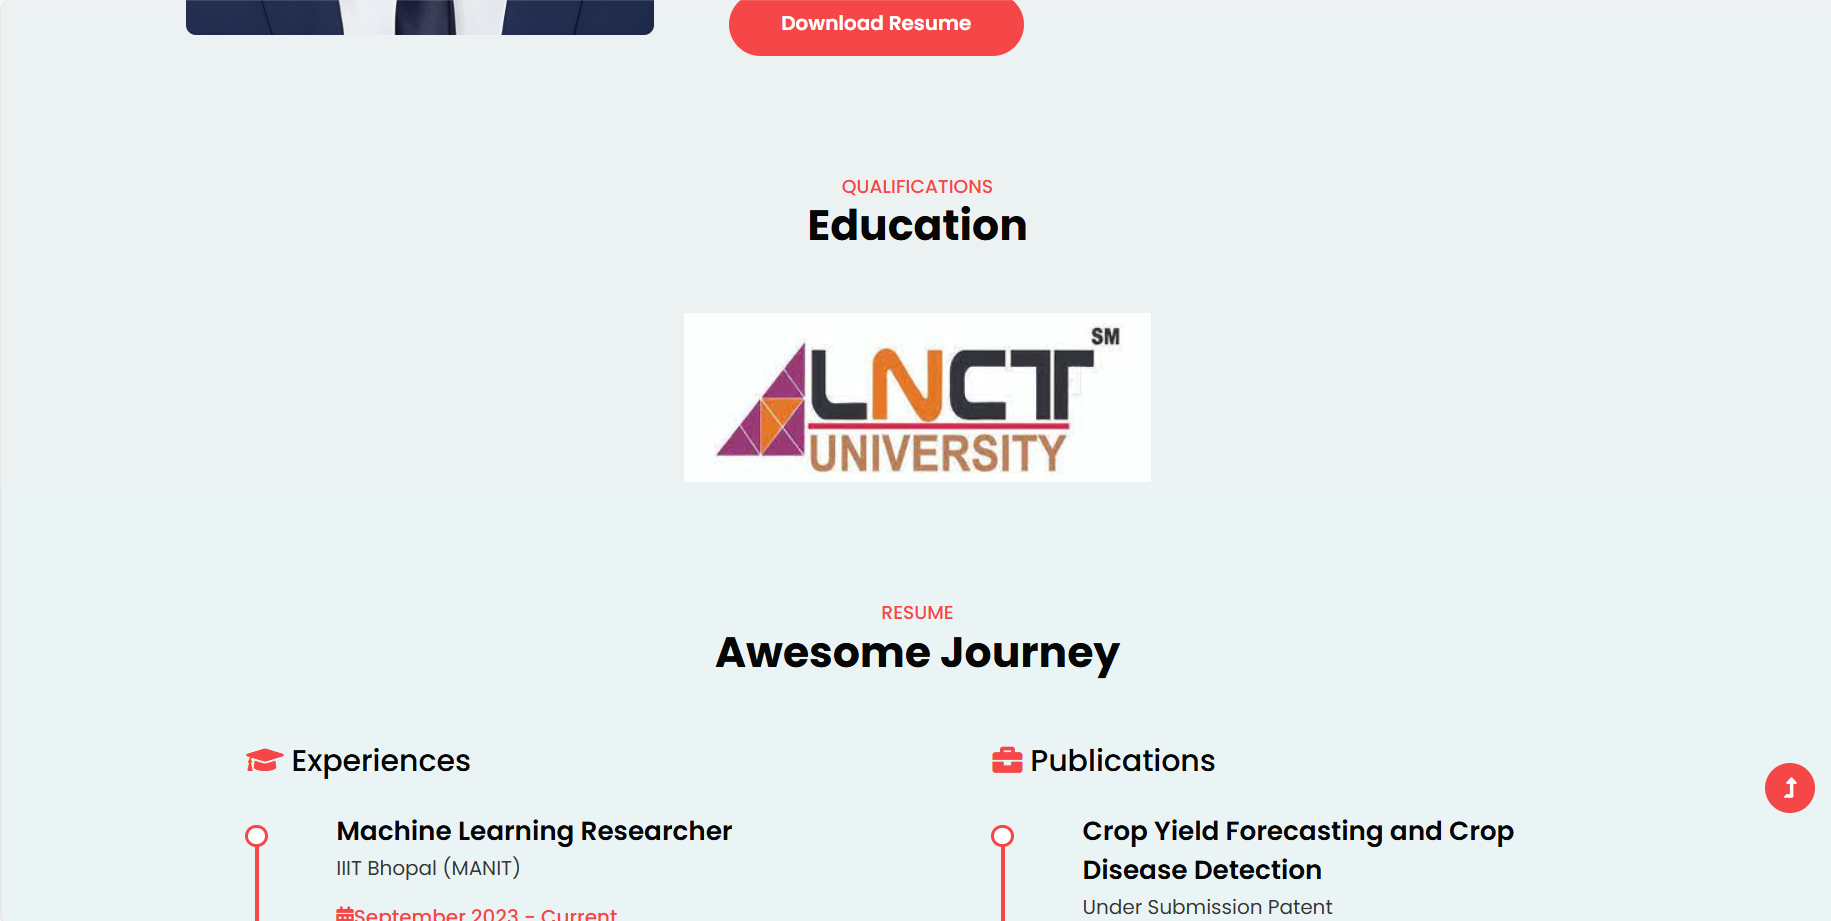 Download Resume
QUALIFICATIONS
Education
SM
LNCT
UNIVERSITY
RESUME
Awesome Journey
Experiences
Machine Learning Researcher
IIIT Bhopal (MANIT)
September 2023 - Current
Publications
Crop Yield Forecasting and Crop
Disease Detection
Under Submission Patent